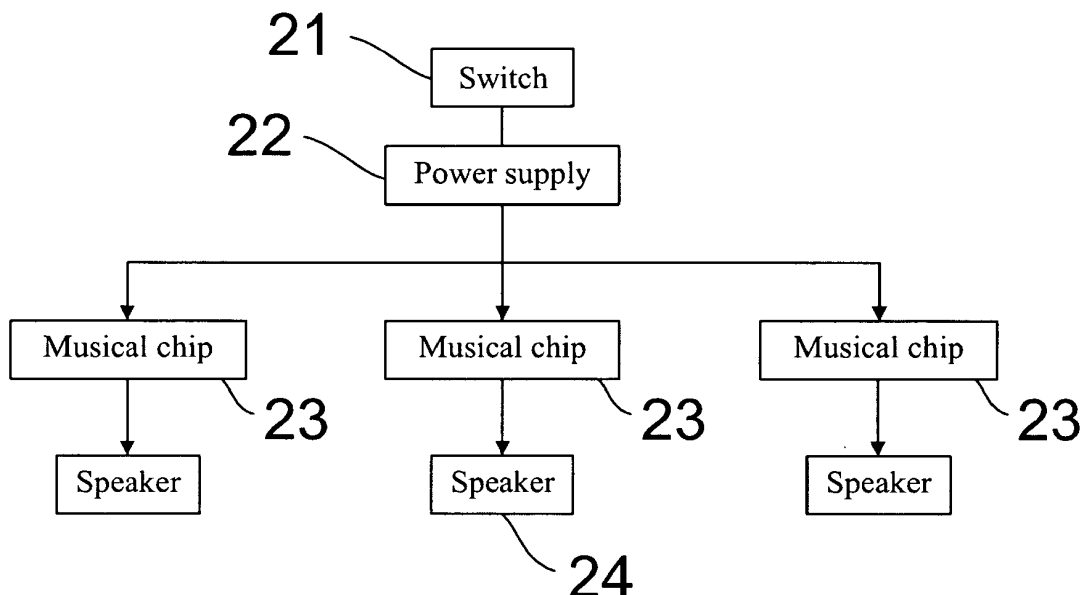 21
Switch
22
Power supply
Musical chip
Musical chip
Musical chip
23
23
23
Speaker
Speaker
Speaker
24